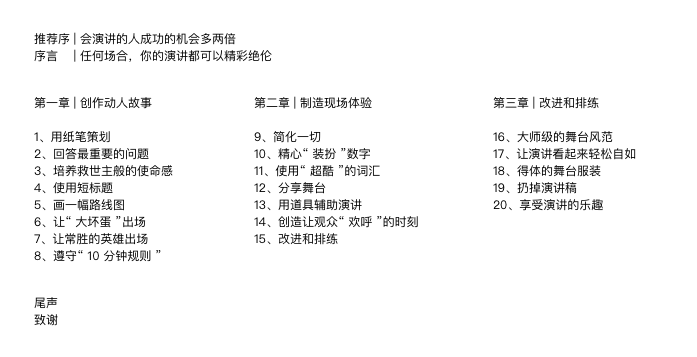 推荐序 | 会演讲的人成功的机会多两倍
序言　 | 任何场合，你的演讲都可以精彩绝伦
第一章 | 创作动人故事
1、用纸笔策划
2、回答最重要的问题
3、培养救世主般的使命感
4、使用短标题
5、画一幅路线图
6、让“ 大坏蛋 ”出场
7、让常胜的英雄出场
8、遵守“ 10 分钟规则 ”
第二章 | 制造现场体验
9、简化一切
10、精心“ 装扮 ”数字
11、使用“ 超酷 ”的词汇
12、分享舞台
13、用道具辅助演讲
14、创造让观众“ 欢呼 ”的时刻
15、改进和排练
第三章 | 改进和排练
16、大师级的舞台风范
17、让演讲看起来轻松自如
18、得体的舞台服装
19、扔掉演讲稿
20、享受演讲的乐趣
尾声
致谢